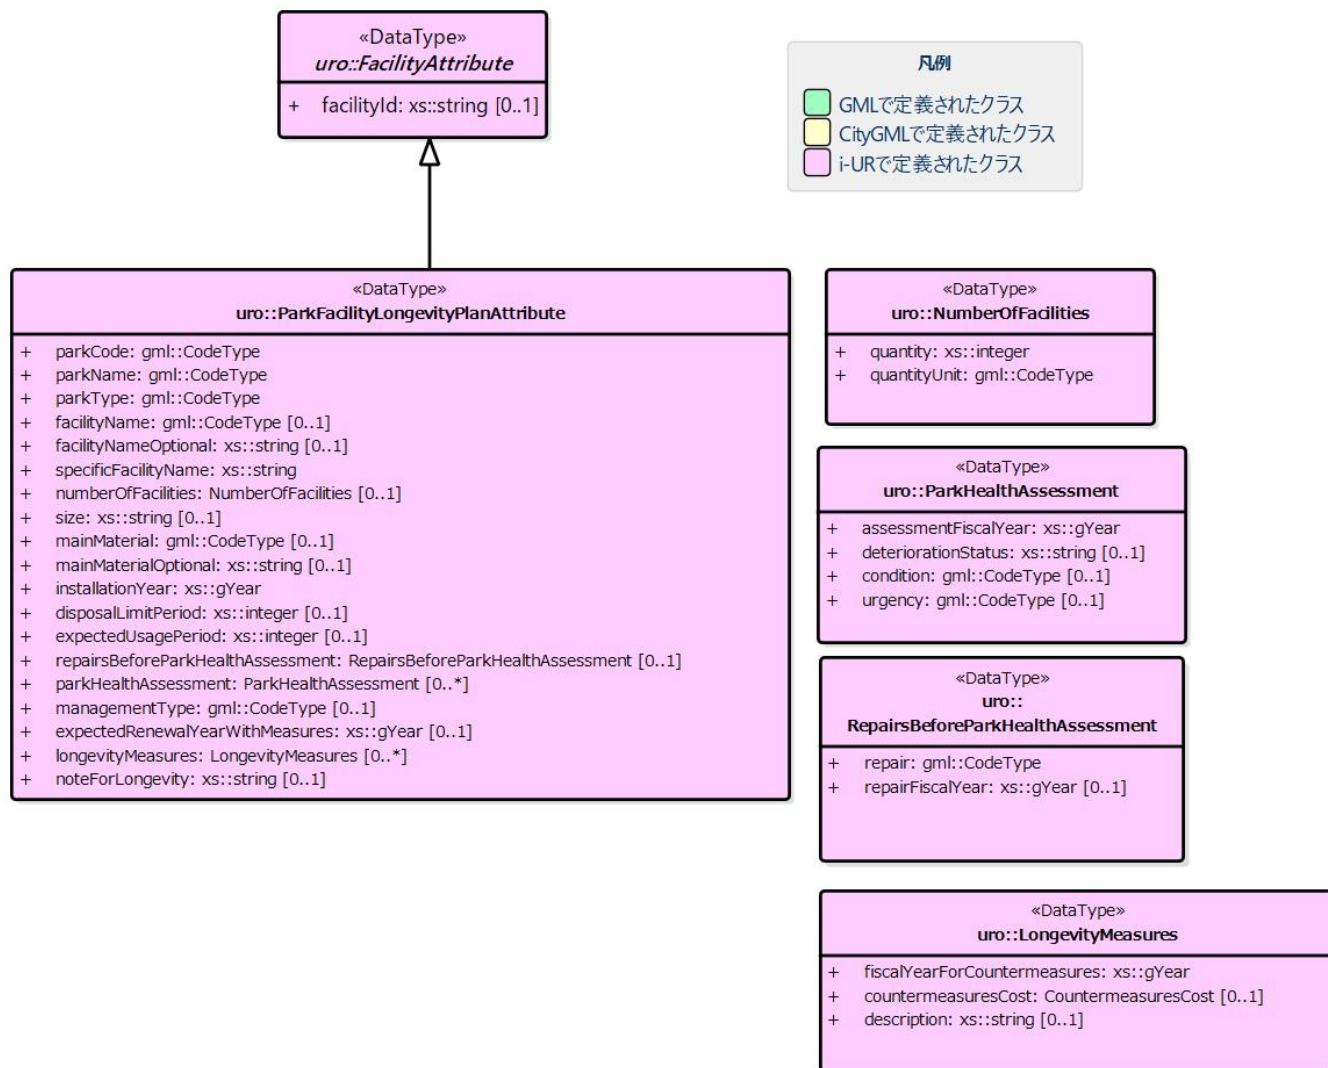 «DataType»
uro::FacilityAttribute
+ facilityId: xs::string [0..1]
凡例
GMLで定義されたクラス
CityGMLで定義されたクラス
i-URで定義されたクラス
«DataType»
uro::ParkFacilityLongevityPlanAttribute
+ parkCode: gml::CodeType
+ parkName: gml::CodeType
+ parkType: gml::CodeType
+ facilityName: gml::CodeType [0..1]
+ facilityNameOptional: xs::string [0..1]
+ specificFacilityName: xs::string
+ numberOfFacilities: NumberOfFacilities [0..1]
+ size: xs::string [0..1]
+ mainMaterial: gml::CodeType [0..1]
+ mainMaterialOptional: xs::string [0..1]
+ installationYear: xs::gYear
+ disposalLimitPeriod: xs::integer [0..1]
+ expectedUsagePeriod: xs::integer [0..1]
+ repairsBeforeParkHealthAssessment: RepairsBeforeParkHealthAssessment [0..1]
+ parkHealthAssessment: ParkHealthAssessment [0..*]
+ managementType: gml::CodeType [0..1]
+ expectedRenewalYearWithMeasures: xs::gYear [0..1]
+ longevityMeasures: LongevityMeasures [0..*]
+ noteForLongevity: xs::string [0..1]
«DataType»
uro::NumberOfFacilities
+ quantity: xs::integer
+ quantityUnit: gml::CodeType
«DataType»
uro::ParkHealthAssessment
+ assessmentFiscalYear: xs::gYear
+ deteriorationStatus: xs::string [0..1]
+ condition: gml::CodeType [0..1]
+ urgency: gml::CodeType [0..1]
«DataType»
uro::
RepairsBeforeParkHealthAssessment
+ repair: gml::CodeType
+ repairFiscalYear: xs::gYear [0..1]
«DataType»
uro::LongevityMeasures
+ fiscalYearForCountermeasures: xs::gYear
+ countermeasuresCost: CountermeasuresCost [0..1]
+ description: xs::string [0..1]